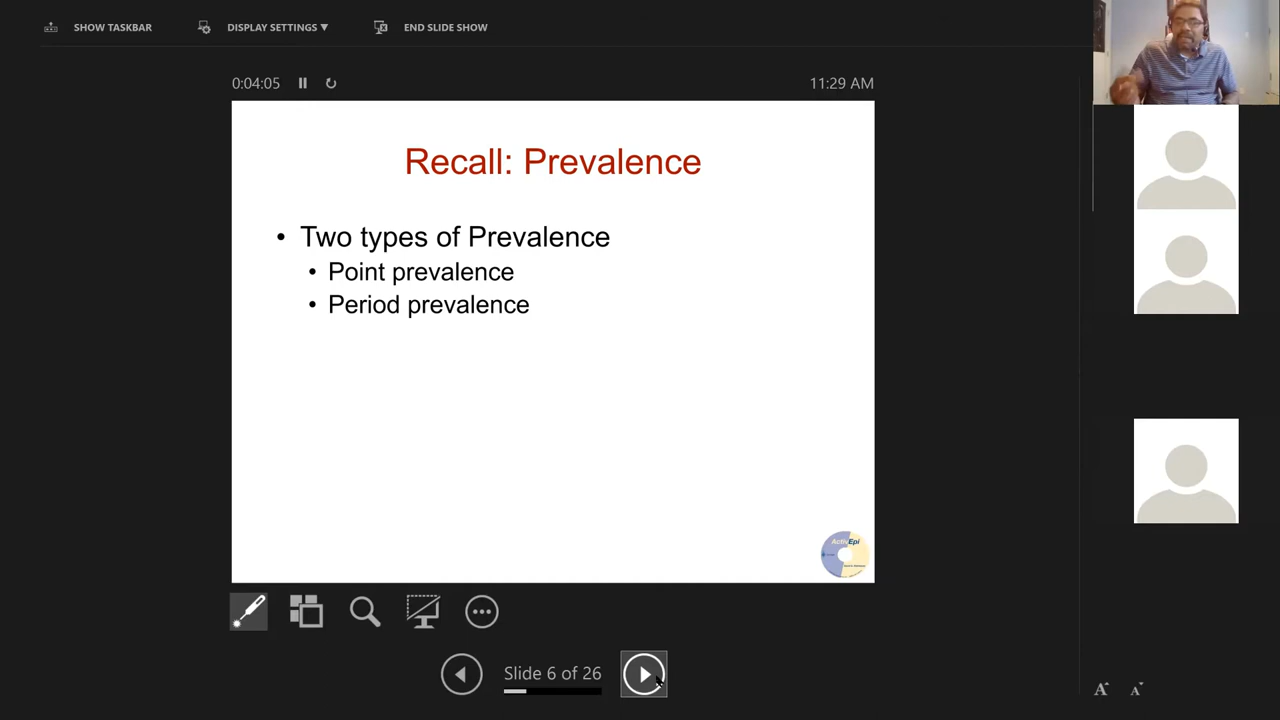 SHOW TASKBAR
DISPLAY SETTINGS ▼
END SLIDE SHOW
0:04:05
11:29 AM
Recall: Prevalence
• Two types of Prevalence
• Point prevalence
• Period prevalence
ActivEpi
Slide 6 of 26
A A